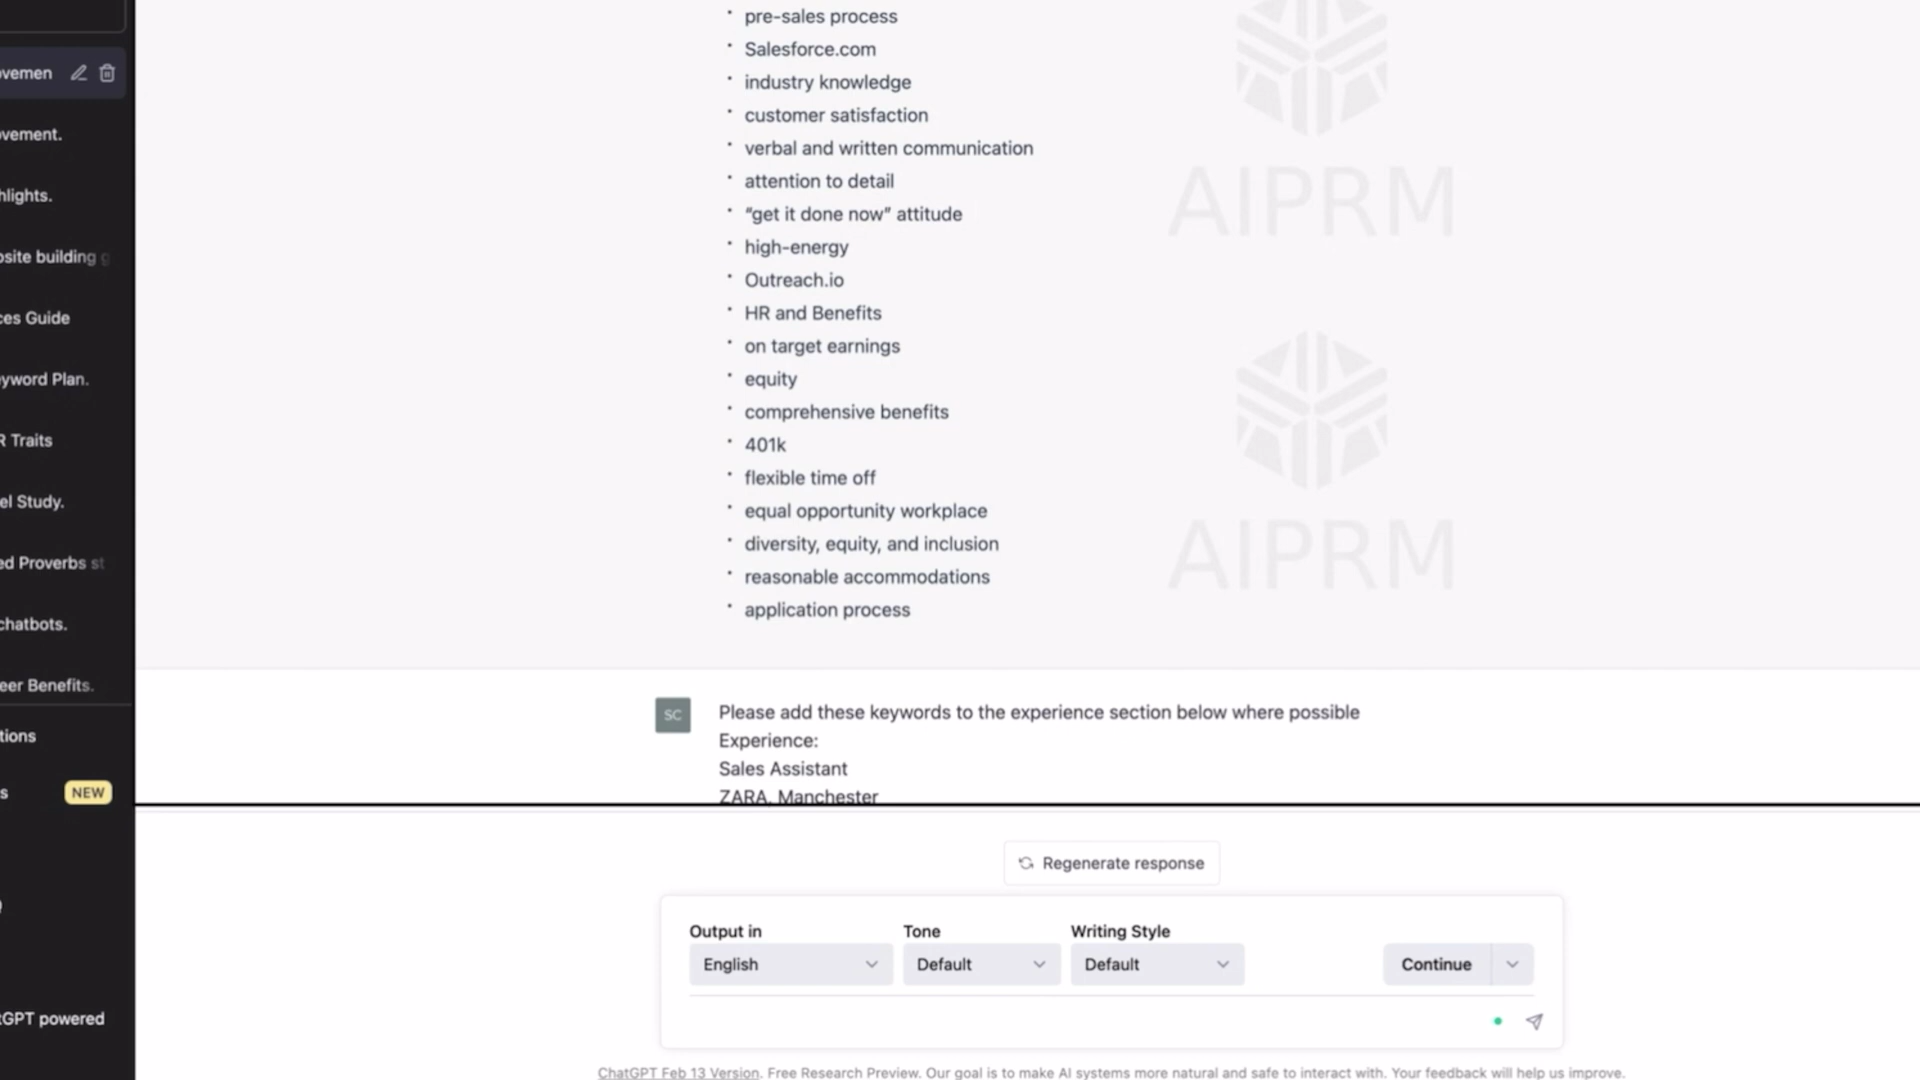 pre-sales process
Salesforce.com
industry knowledge
customer satisfaction
verbal and written communication
attention to detail
“get it done now” attitude
high-energy
Outreach.io
HR and Benefits
on target earnings
equity
comprehensive benefits
401k
flexible time off
equal opportunity workplace
diversity, equity, and inclusion
reasonable accommodations
application process
AIPRM
AIPRM
ovemen
ovement.
hlights.
osite building g
ces Guide
eyword Plan.
R Traits
el Study.
ed Proverbs st
chatbots.
eer Benefits.
tions
s NEW
tGPT powered
SC
Please add these keywords to the experience section below where possible
Experience:
Sales Assistant
ZARA, Manchester
Regenerate response
Output in Tone Writing Style
English Default Default Continue
ChatGPT Feb 13 Version. Free Research Preview. Our goal is to make AI systems more natural and safe to interact with. Your feedback will help us improve.